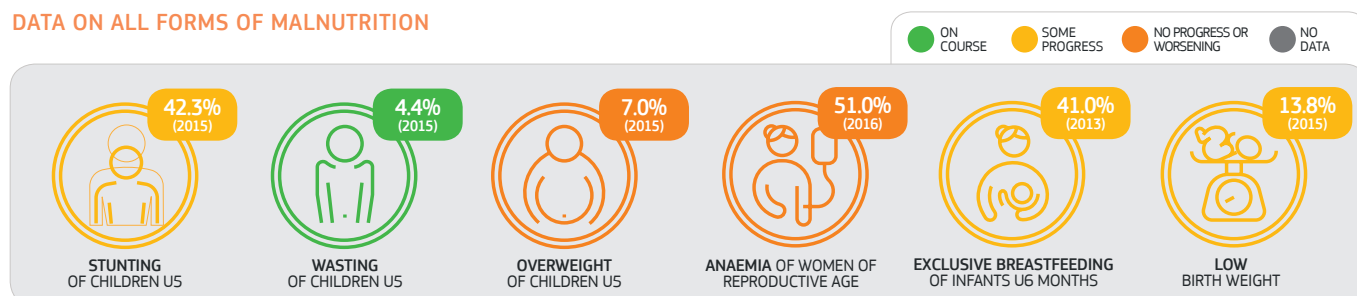 DATA ON ALL FORMS OF MALNUTRITION
ON
COURSE
SOME
PROGRESS
NO PROGRESS OR
WORSENING
NO
DATA
42.3%
(2015)
STUNTING
OF CHILDREN U5
4.4%
(2015)
WASTING
OF CHILDREN U5
7.0%
(2015)
OVERWEIGHT
OF CHILDREN U5
51.0%
(2016)
ANAEMIA OF WOMEN OF
REPRODUCTIVE AGE
41.0%
(2013)
EXCLUSIVE BREASTFEEDING
OF INFANTS U6 MONTHS
13.8%
(2015)
LOW
BIRTH WEIGHT